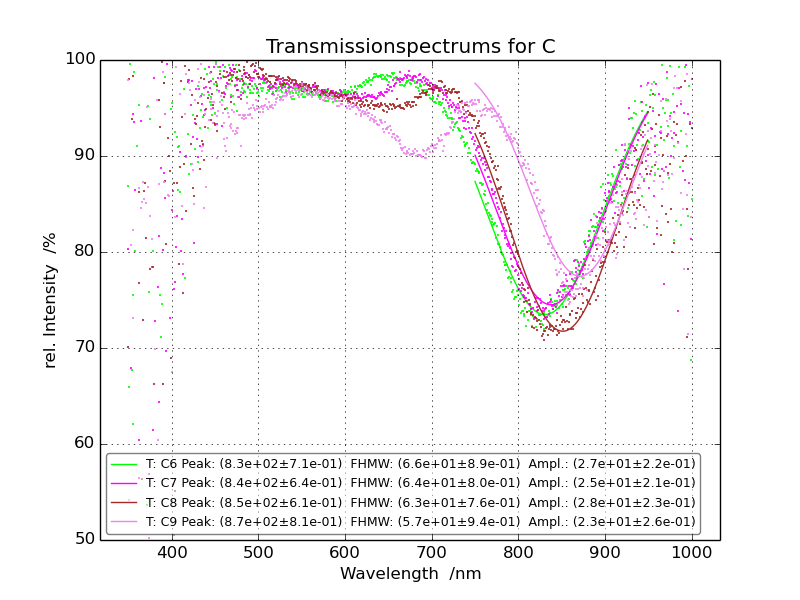 Transmissionspectrums for C
100
90
80
70
60
50
rel. Intensity /%
T: C6 Peak: (8.3e+02±7.1e-01) FHMW: (6.6e+01±8.9e-01) Ampl.: (2.7e+01±2.2e-01)
T: C7 Peak: (8.4e+02±6.4e-01) FHMW: (6.4e+01±8.0e-01) Ampl.: (2.5e+01±2.1e-01)
T: C8 Peak: (8.5e+02±6.1e-01) FHMW: (6.3e+01±7.6e-01) Ampl.: (2.8e+01±2.3e-01)
T: C9 Peak: (8.7e+02±8.1e-01) FHMW: (5.7e+01±9.4e-01) Ampl.: (2.3e+01±2.6e-01)
400 500 600 700 800 900 1000
Wavelength /nm